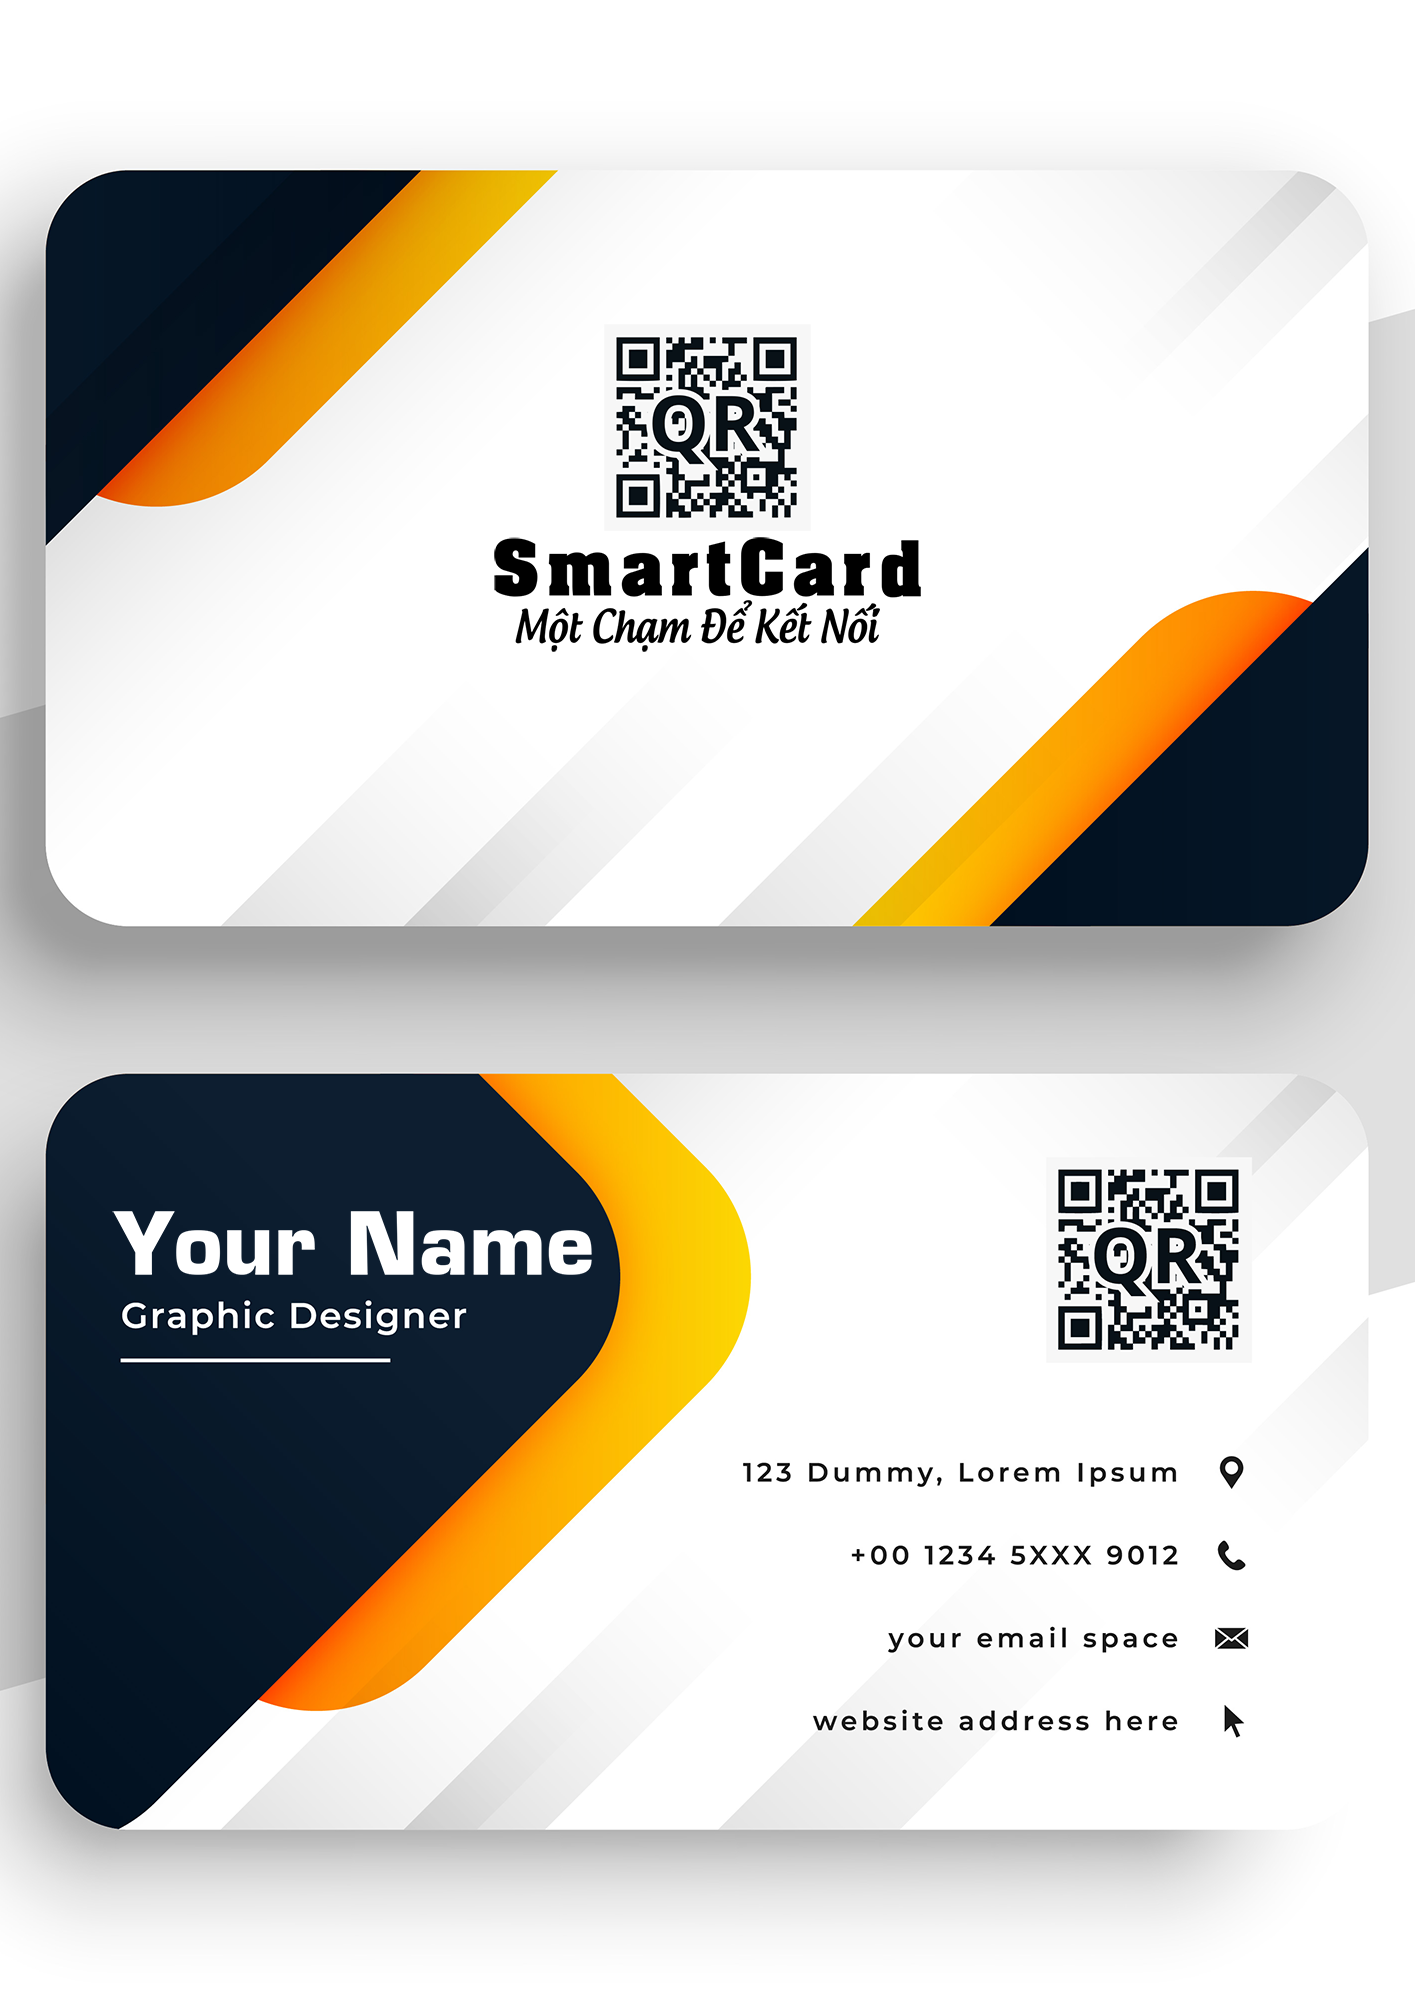 QR
SmartCard
Một Chạm Để Kết Nối
Your Name
Graphic Designer
QR
123 Dummy, Lorem Ipsum
+00 1234 5XXX 9012
your email space
website address here